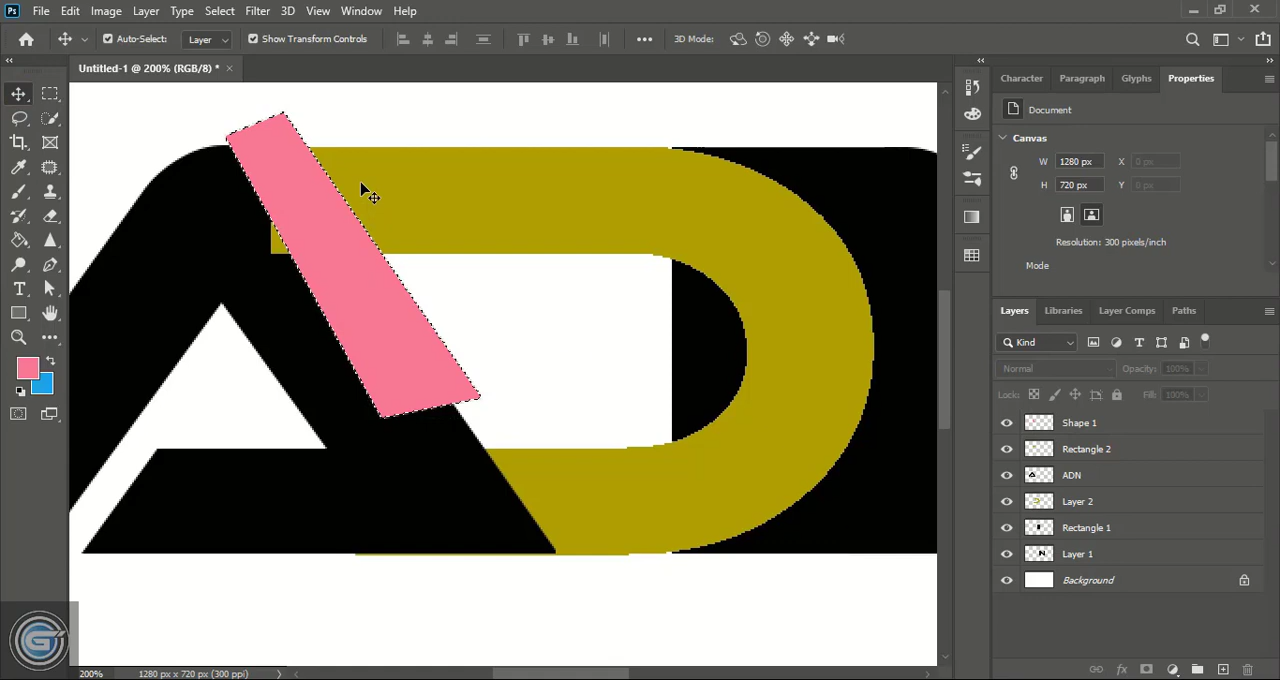 Ps File Edit Image Layer Type Select Filter 3D View Window Help
Auto-Select: Layer Show Transform Controls 3D Mode:
Untitled-1 @ 200% (RGB/8) * ×
Character Paragraph Glyphs Properties
Document
Canvas
W 1280 px X 0 px
H 720 px Y 0 px
Resolution: 300 pixels/inch
Mode
Layers Libraries Layer Comps Paths
Kind
Normal Opacity: 100%
Lock: Fill: 100%
Shape 1
Rectangle 2
ADN
Layer 2
Rectangle 1
Layer 1
Background
200% 1280 px x 720 px (300 ppi)